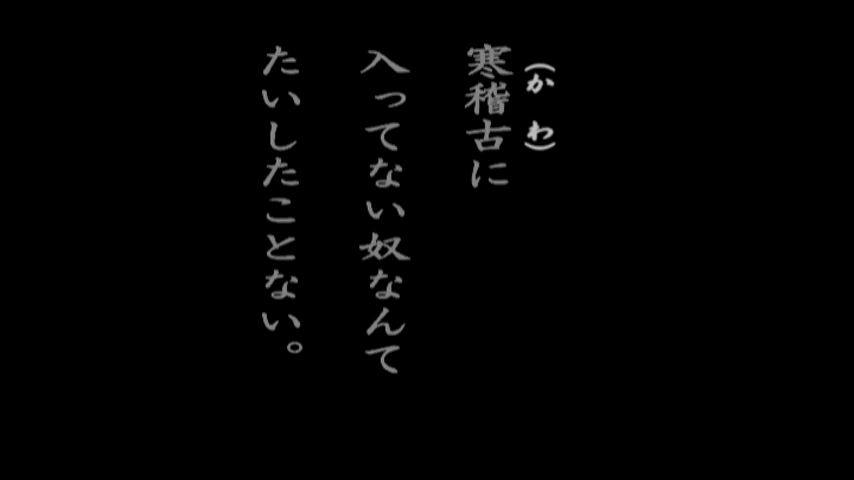 （かわ）
寒稽古に
入ってない奴なんて
たいしたことない。